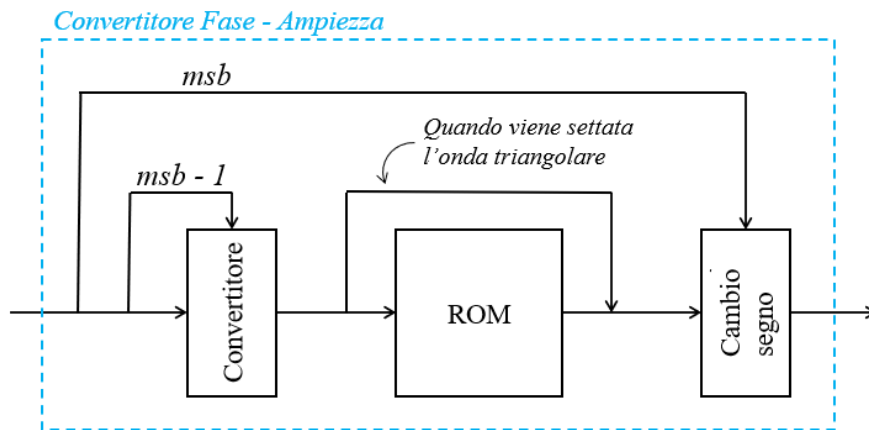 Convertitore Fase - Ampiezza
msb
Quando viene settata
l'onda triangolare
msb - 1
Convertitore
ROM
Cambio
segno